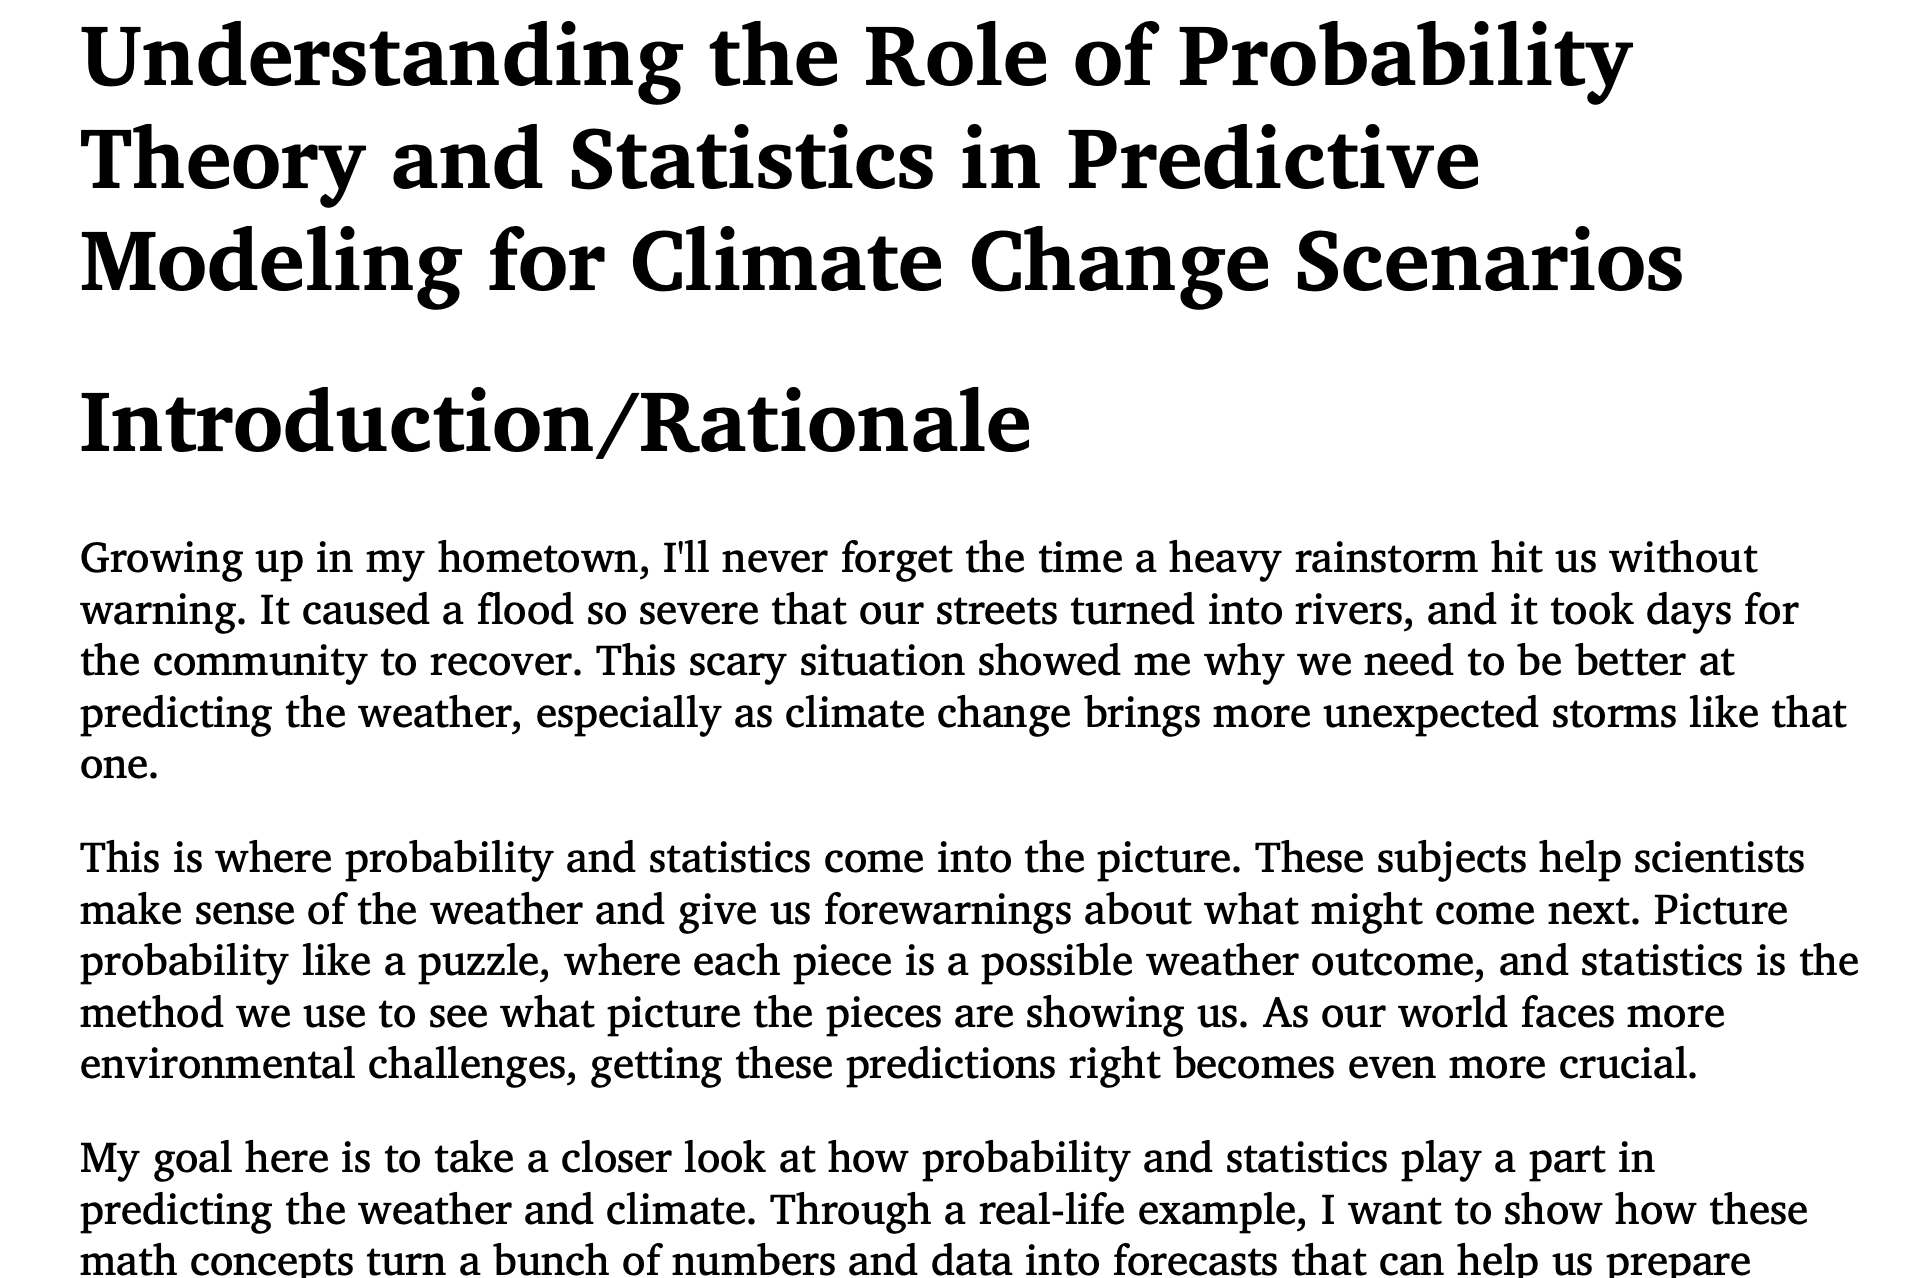 Understanding the Role of Probability
Theory and Statistics in Predictive
Modeling for Climate Change Scenarios
Introduction/Rationale
Growing up in my hometown, I'll never forget the time a heavy rainstorm hit us without
warning. It caused a flood so severe that our streets turned into rivers, and it took days for
the community to recover. This scary situation showed me why we need to be better at
predicting the weather, especially as climate change brings more unexpected storms like that
one.
This is where probability and statistics come into the picture. These subjects help scientists
make sense of the weather and give us forewarnings about what might come next. Picture
probability like a puzzle, where each piece is a possible weather outcome, and statistics is the
method we use to see what picture the pieces are showing us. As our world faces more
environmental challenges, getting these predictions right becomes even more crucial.
My goal here is to take a closer look at how probability and statistics play a part in
predicting the weather and climate. Through a real-life example, I want to show how these
math concepts turn a bunch of numbers and data into forecasts that can help us prepare